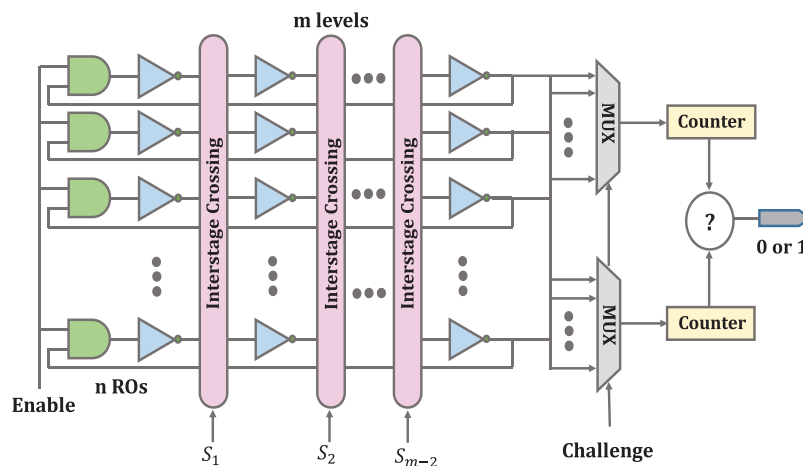 m levels
Interstage Crossing
Interstage Crossing
Interstage Crossing
MUX
Counter
?
0 or 1
MUX
Counter
n ROs
Enable
S₁
S₂
Sₘ₋₂
Challenge